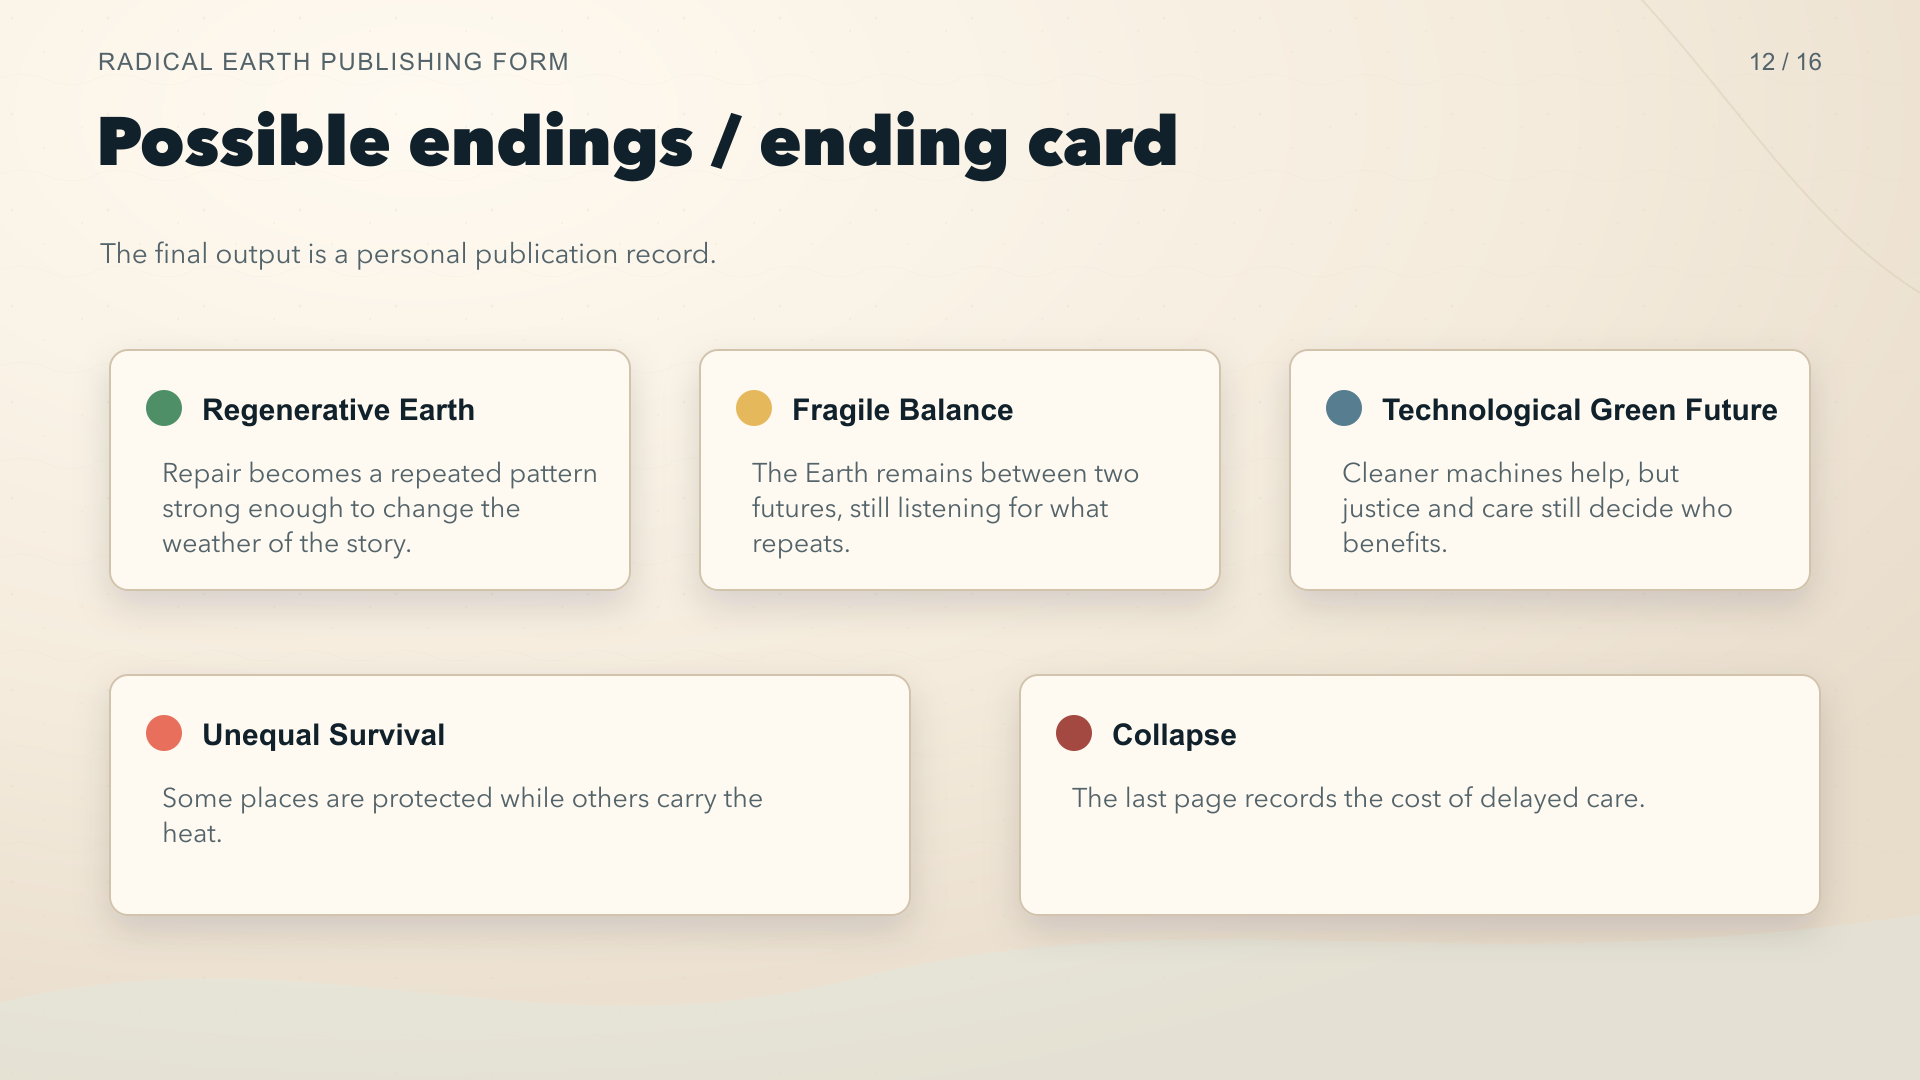 RADICAL EARTH PUBLISHING FORM
12 / 16
Possible endings / ending card
The final output is a personal publication record.
Regenerative Earth
Repair becomes a repeated pattern
strong enough to change the
weather of the story.
Fragile Balance
The Earth remains between two
futures, still listening for what
repeats.
Technological Green Future
Cleaner machines help, but
justice and care still decide who
benefits.
Unequal Survival
Some places are protected while others carry the
heat.
Collapse
The last page records the cost of delayed care.